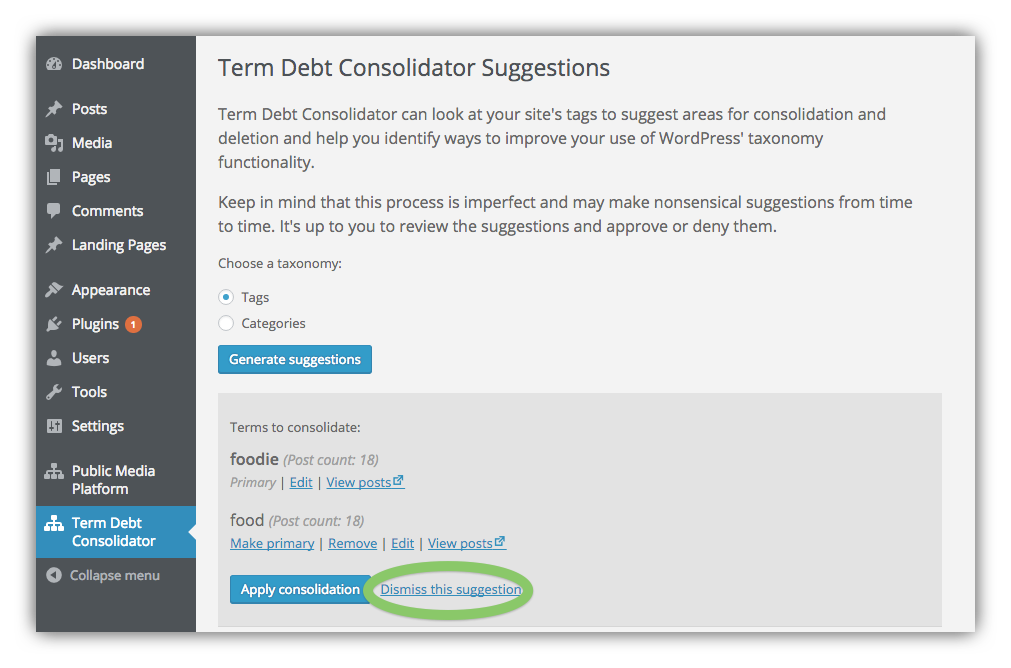 Dashboard
Posts
Media
Pages
Comments
Landing Pages
Appearance
Plugins 1
Users
Tools
Settings
Public Media
Platform
Term Debt
Consolidator
Collapse menu
Term Debt Consolidator Suggestions
Term Debt Consolidator can look at your site's tags to suggest areas for consolidation and
deletion and help you identify ways to improve your use of WordPress' taxonomy
functionality.
Keep in mind that this process is imperfect and may make nonsensical suggestions from time
to time. It's up to you to review the suggestions and approve or deny them.
Choose a taxonomy:
Tags
Categories
Generate suggestions
Terms to consolidate:
foodie (Post count: 18)
Primary | Edit | View posts
food (Post count: 18)
Make primary | Remove | Edit | View posts
Apply consolidation Dismiss this suggestion